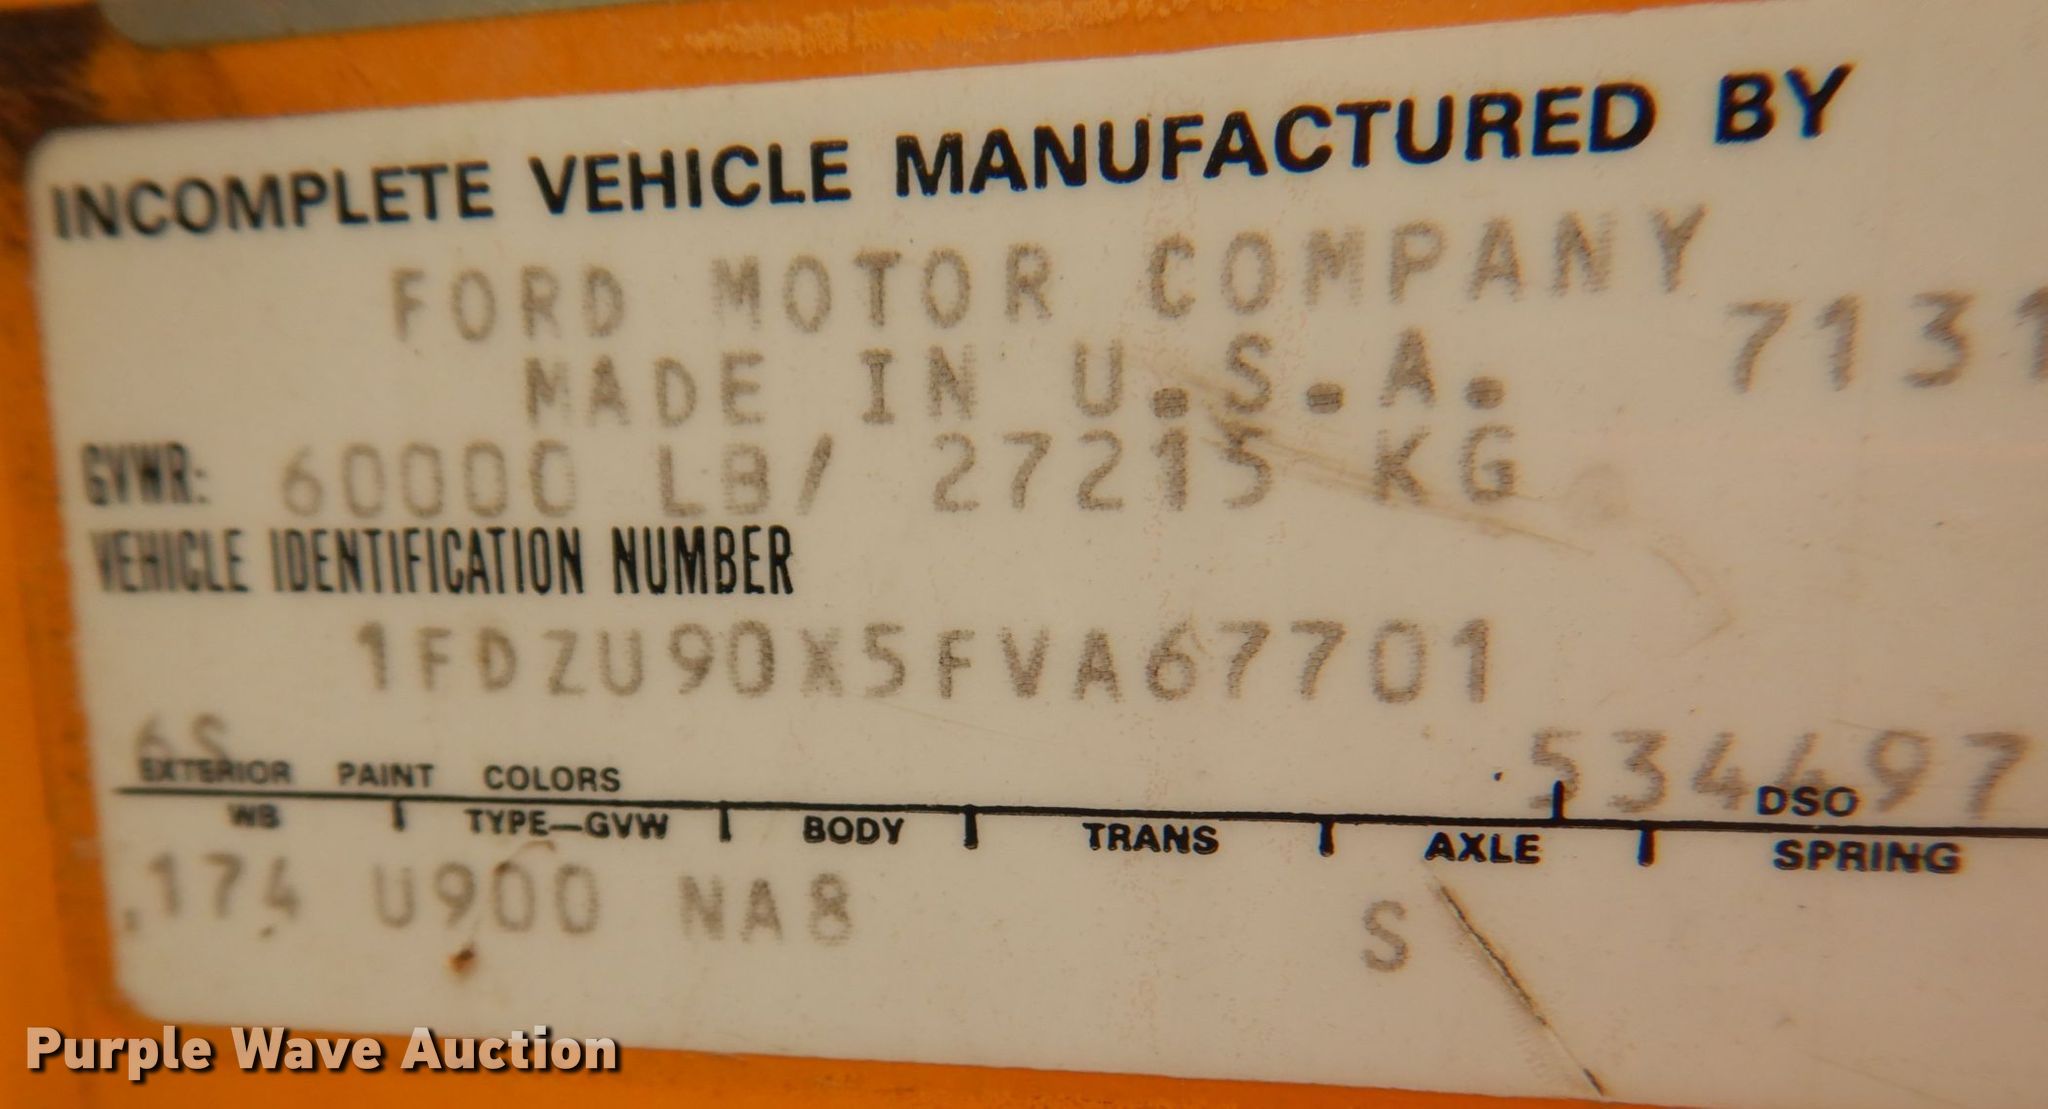 INCOMPLETE VEHICLE MANUFACTURED BY
FORD MOTOR COMPANY
MADE IN U.S.A. 7131
GVWR: 60000 LB/ 27215 KG
VEHICLE IDENTIFICATION NUMBER
1FDZU90X5FVA67701
6S 534497
EXTERIOR PAINT COLORS DSO
WB TYPE-GVW BODY TRANS AXLE SPRING
174 U900 NA8 S
Purple Wave Auction